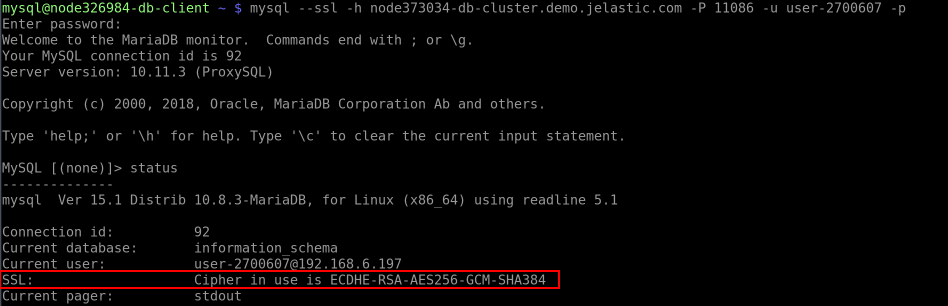 mysql@node326984-db-client ~ $ mysql --ssl -h node373034-db-cluster.demo.jelastic.com -P 11086 -u user-2700607 -p
Enter password:
Welcome to the MariaDB monitor.  Commands end with ; or \g.
Your MySQL connection id is 92
Server version: 10.11.3 (ProxySQL)

Copyright (c) 2000, 2018, Oracle, MariaDB Corporation Ab and others.

Type 'help;' or '\h' for help. Type '\c' to clear the current input statement.

MySQL [(none)]> status
--------------
mysql  Ver 15.1 Distrib 10.8.3-MariaDB, for Linux (x86_64) using readline 5.1

Connection id:          92
Current database:       information_schema
Current user:           user-2700607@192.168.6.197
SSL:                    Cipher in use is ECDHE-RSA-AES256-GCM-SHA384
Current pager:          stdout